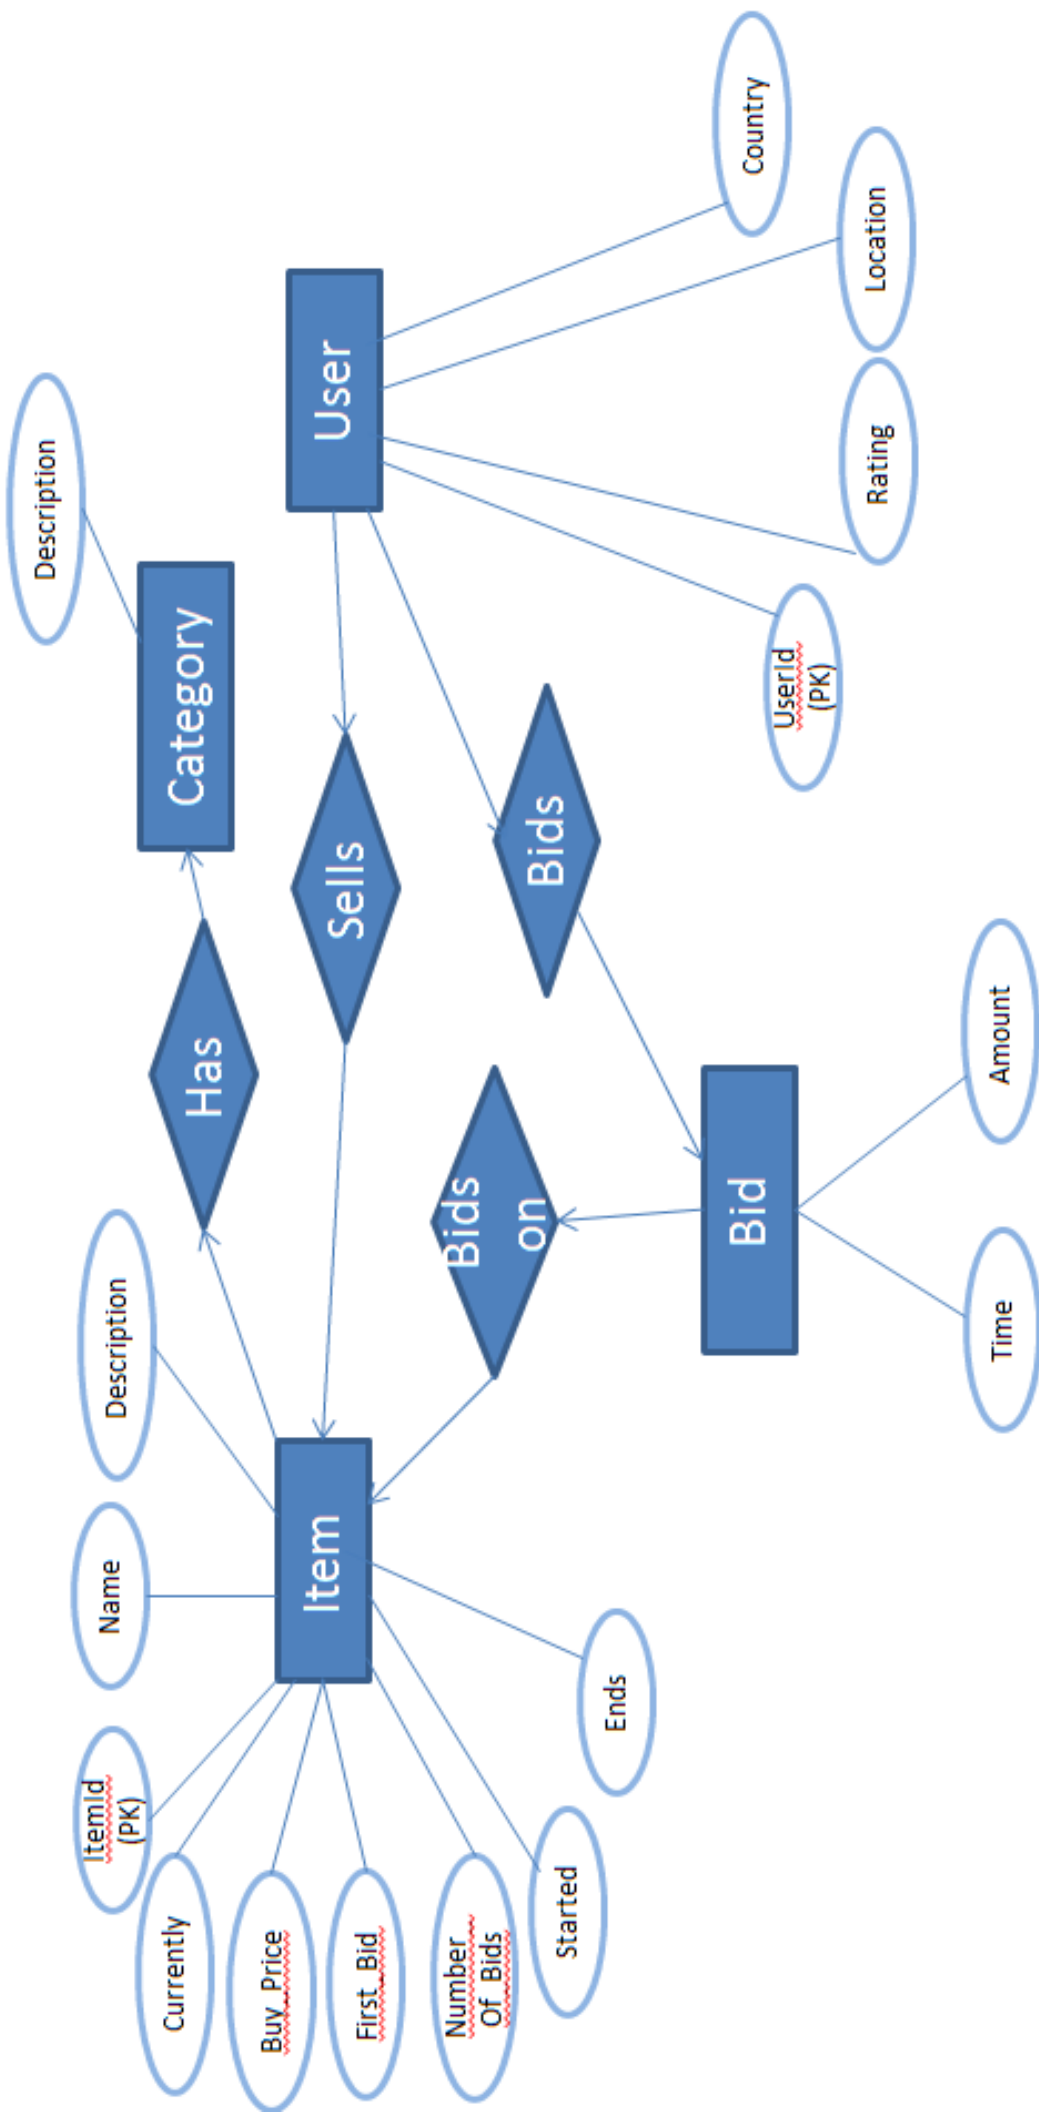 Description
ItemId
(PK)
Name
Description
Currently
Has
Category
Buy_Price
Item
Sells
User
First_Bid
Number_
Of_Bids
Bids
on
Bids
Started
Ends
Bid
Country
UserId
(PK)
Rating
Location
Time
Amount